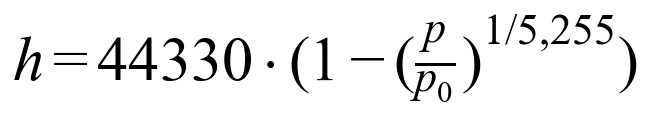 h = 44330 · (1 − (p/p₀)^1/5,255)